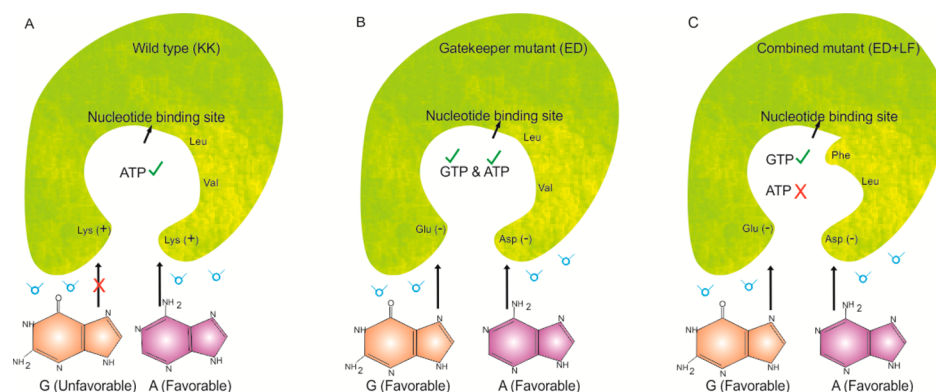 A
Wild type (KK)
Nucleotide binding site
Leu
ATP
Val
Lys (+)
Lys (+)
O
NH
N
NH2
N
NH
NH2
N
N
N
NH
G (Unfavorable)
A (Favorable)
B
Gatekeeper mutant (ED)
Nucleotide binding site
Leu
GTP & ATP
Val
Glu (-)
Asp (-)
O
NH
N
NH2
N
NH
NH2
N
N
N
NH
G (Favorable)
A (Favorable)
C
Combined mutant (ED+LF)
Nucleotide binding site
Phe
GTP
Leu
ATP
Glu (-)
Asp (-)
O
NH
N
NH2
N
NH
NH2
N
N
N
NH
G (Favorable)
A (Favorable)